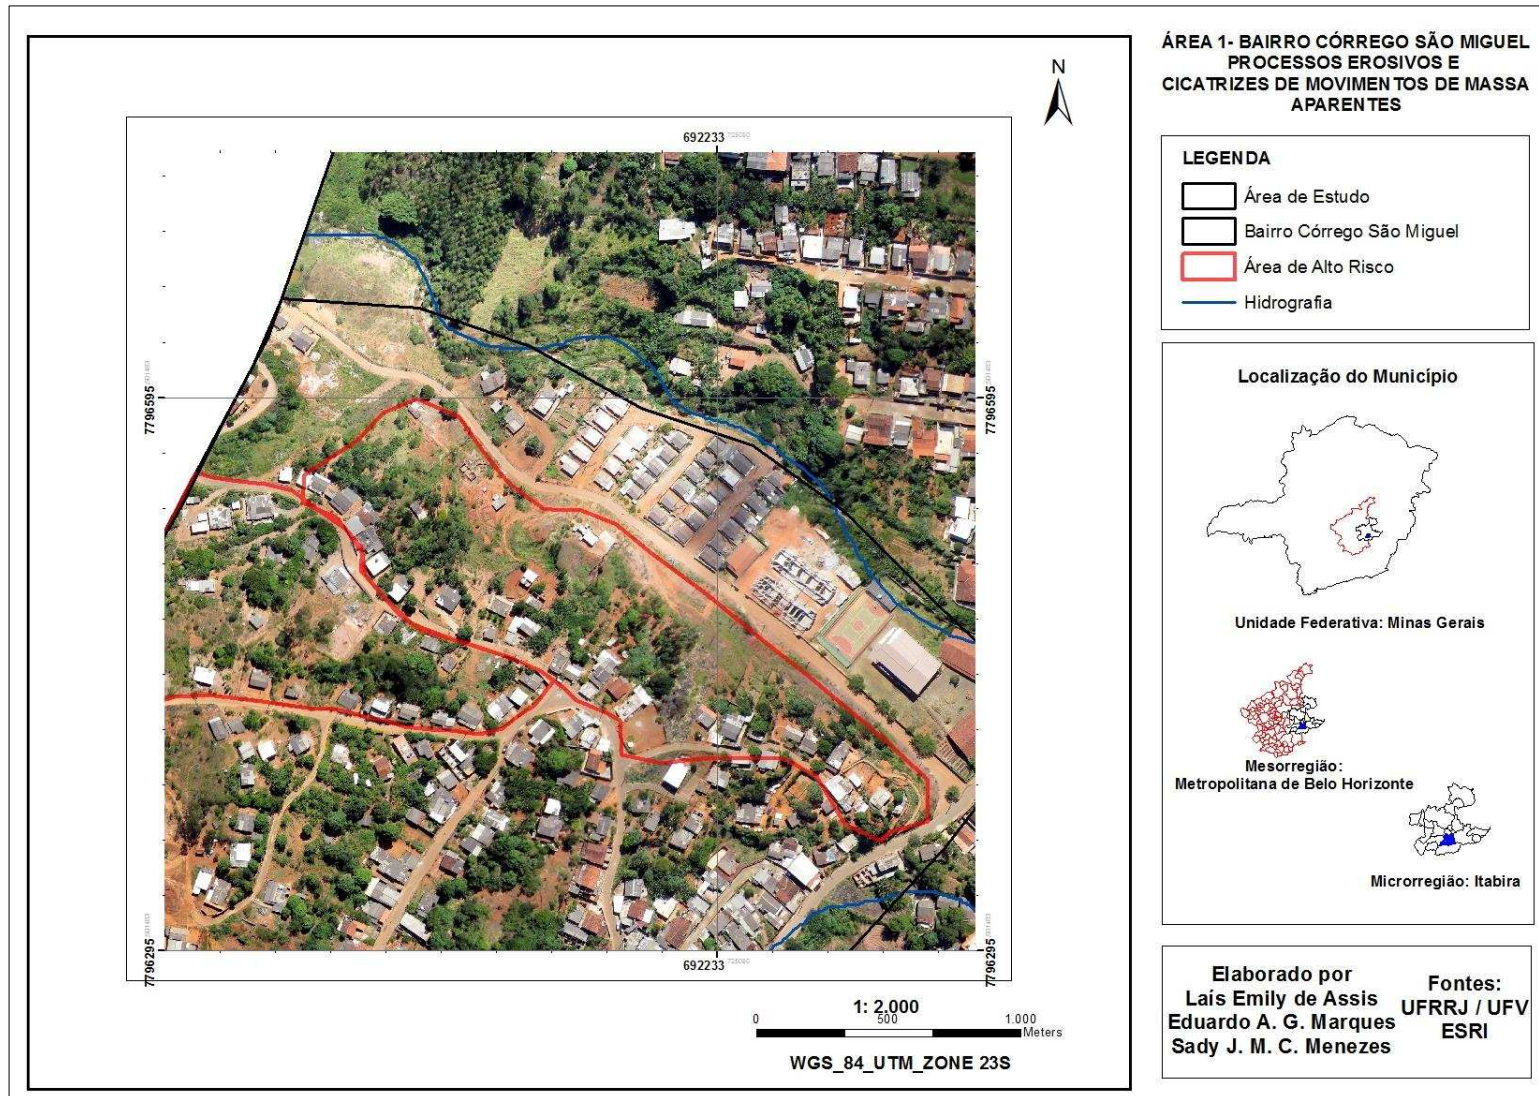 ÁREA 1- BAIRRO CÓRREGO SÃO MIGUEL
PROCESSOS EROSIVOS E
CICATRIZES DE MOVIMENTOS DE MASSA
APARENTES
N
692233
7796595
7796595
7796295
7796295
692233
1: 2.000
0 500 1.000
Meters
WGS_84_UTM_ZONE 23S
LEGENDA
Área de Estudo
Bairro Córrego São Miguel
Área de Alto Risco
Hidrografia
Localização do Município
Unidade Federativa: Minas Gerais
Mesorregião:
Metropolitana de Belo Horizonte
Microrregião: Itabira
Elaborado por
Laís Emily de Assis
Eduardo A. G. Marques
Sady J. M. C. Menezes
Fontes:
UFRRJ / UFV
ESRI